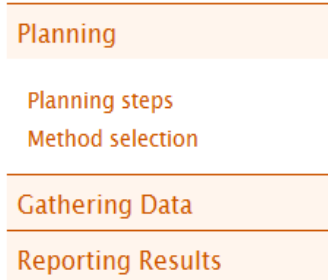 Planning
Planning steps
Method selection
Gathering Data
Reporting Results